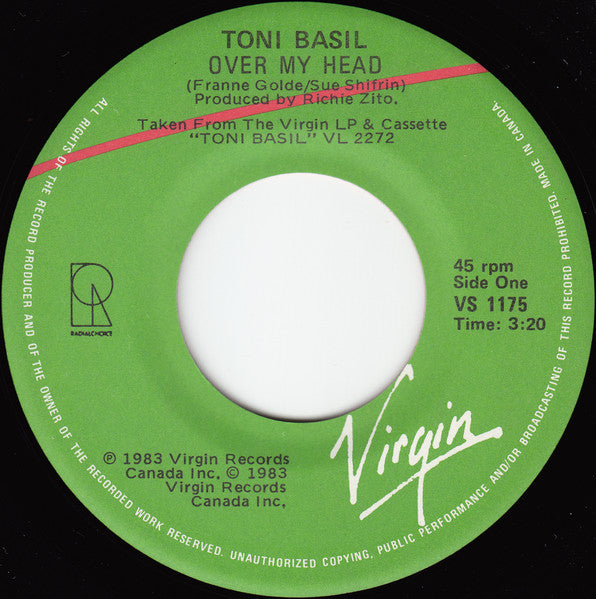 TONI BASIL
OVER MY HEAD
(Franne Golde/Sue Shifrin)
Produced by Richie Zito.
Taken From The Virgin LP & Cassette
"TONI BASIL" VL 2272
45 rpm
Side One
VS 1175
Time: 3:20
RADIALCHOICE
Virgin
℗ 1983 Virgin Records
Canada Inc. © 1983
Virgin Records
Canada Inc.
ALL RIGHTS OF THE RECORD PRODUCER AND OF THE OWNER OF THE RECORDED WORK RESERVED. UNAUTHORIZED COPYING, PUBLIC PERFORMANCE AND/OR BROADCASTING OF THIS RECORD PROHIBITED. MADE IN CANADA.